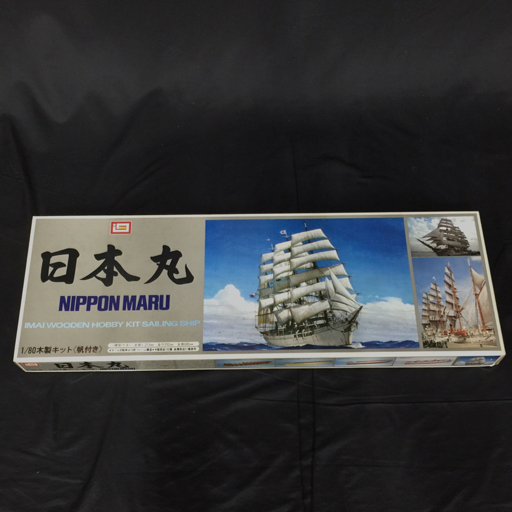 日本丸
NIPPON MARU
IMAI WOODEN HOBBY KIT SAILING SHIP
1/80木製キット〈帆付き〉
日本丸